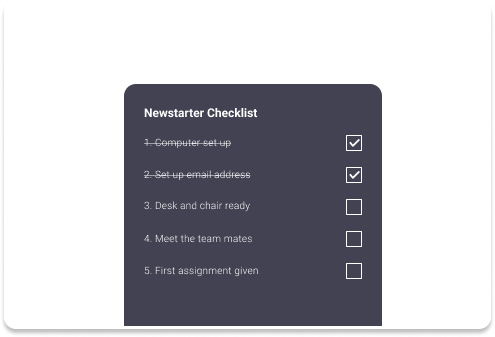 Newstarter Checklist
1. Computer set up
2. Set up email address
3. Desk and chair ready
4. Meet the team mates
5. First assignment given